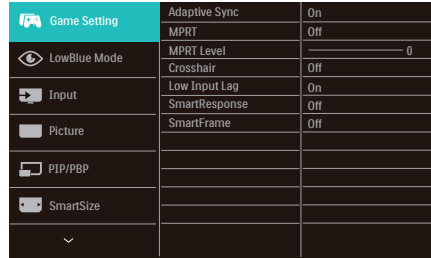 Game Setting
LowBlue Mode
Input
Picture
PIP/PBP
SmartSize
Adaptive Sync On
MPRT Off
MPRT Level 0
Crosshair Off
Low Input Lag On
SmartResponse Off
SmartFrame Off